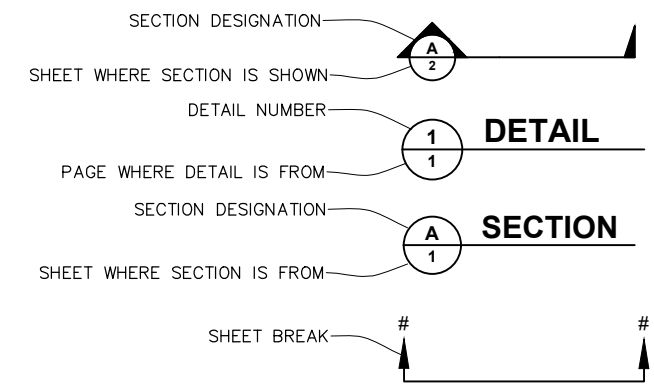 SECTION DESIGNATION
A
2
SHEET WHERE SECTION IS SHOWN
DETAIL NUMBER
1
DETAIL
1
PAGE WHERE DETAIL IS FROM
SECTION DESIGNATION
A
SECTION
1
SHEET WHERE SECTION IS FROM
# #
SHEET BREAK